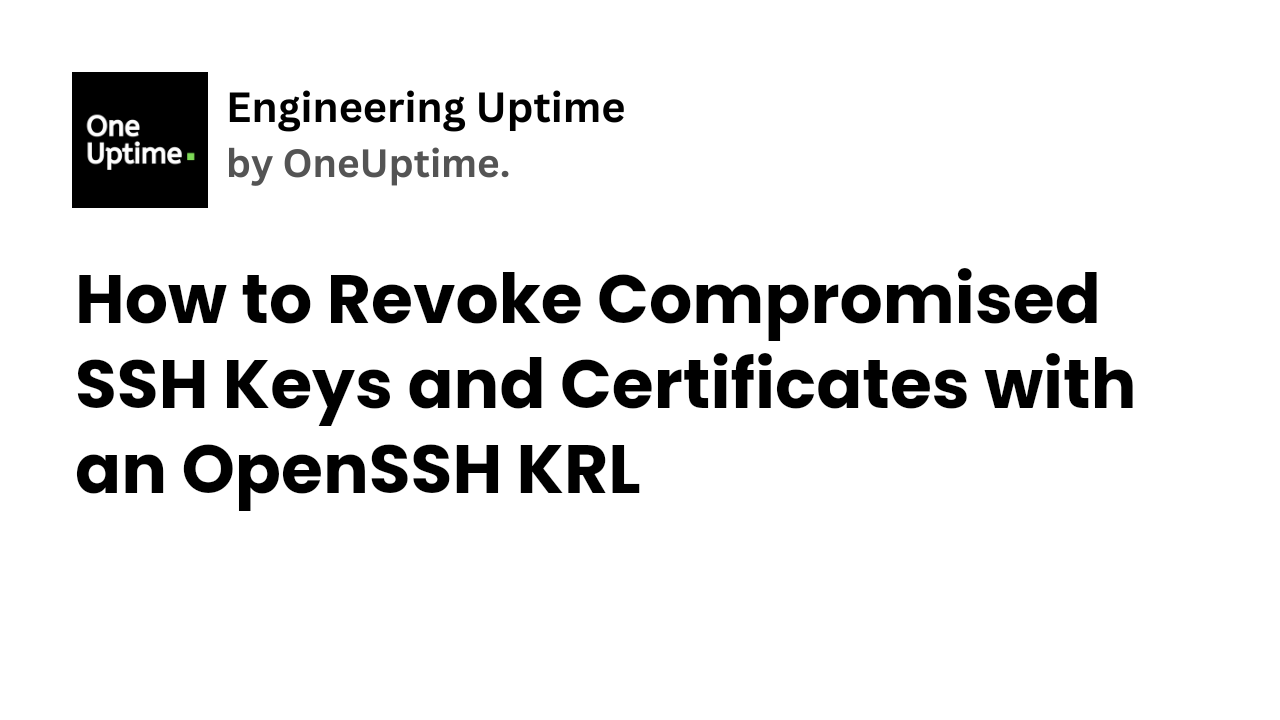 One
Uptime
Engineering Uptime
by OneUptime.
How to Revoke Compromised
SSH Keys and Certificates with
an OpenSSH KRL